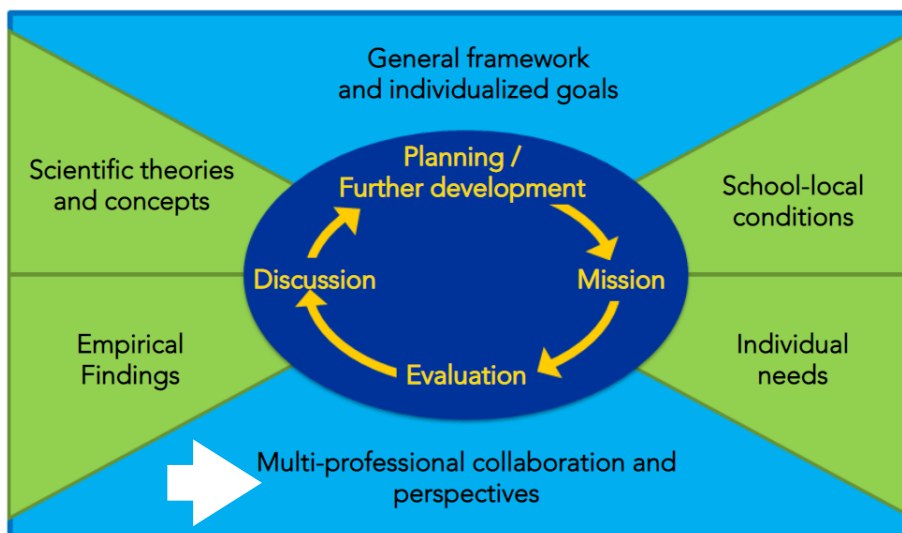 General framework
and individualized goals
Scientific theories
and concepts
Planning /
Further development
School-local
conditions
Discussion
Mission
Empirical
Findings
Evaluation
Individual
needs
Multi-professional collaboration and
perspectives